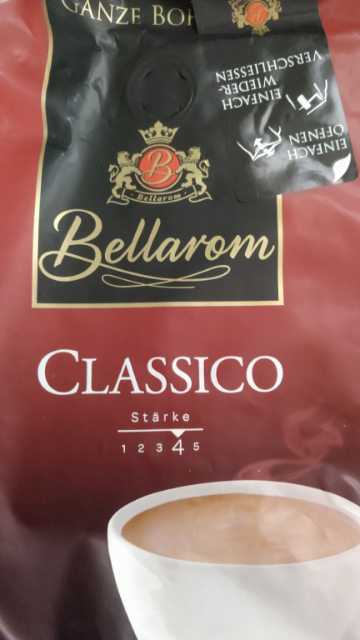 GANZE BOH
EINFACH
ÖFFNEN
EINFACH
WIEDER-
VERSCHLIESSEN
B
Bellarom
Bellarom
CLASSICO
Stärke
1 2 3 4 5